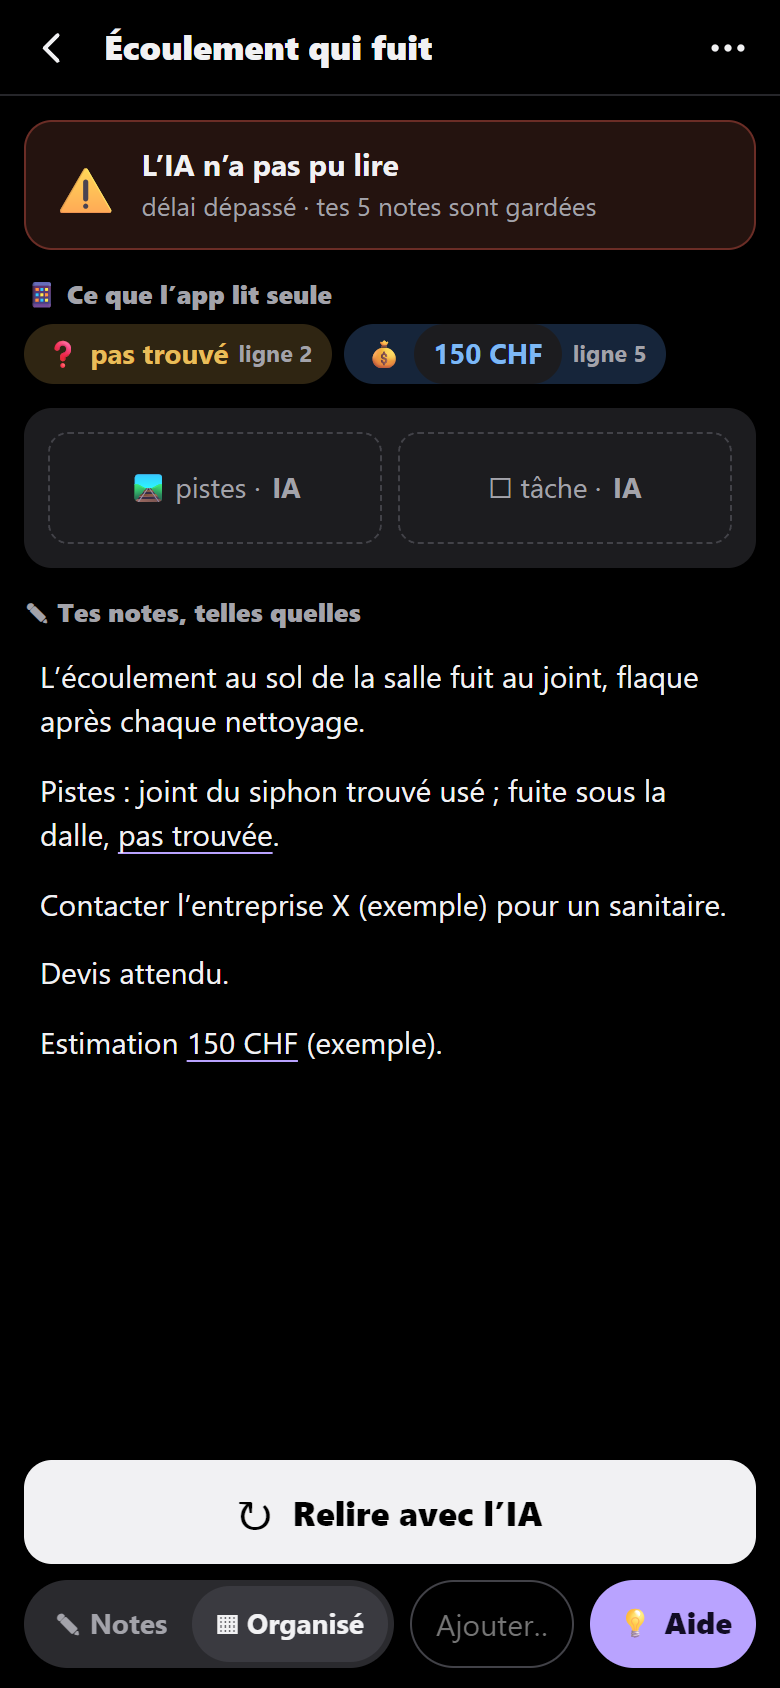 Écoulement qui fuit
L’IA n’a pas pu lire
délai dépassé · tes 5 notes sont gardées
Ce que l’app lit seule
❓ pas trouvé ligne 2
💰 150 CHF ligne 5
pistes · IA
☐ tâche · IA
Tes notes, telles quelles
L’écoulement au sol de la salle fuit au joint, flaque
après chaque nettoyage.
Pistes : joint du siphon trouvé usé ; fuite sous la
dalle, pas trouvée.
Contacter l’entreprise X (exemple) pour un sanitaire.
Devis attendu.
Estimation 150 CHF (exemple).
↻ Relire avec l’IA
Notes
Organisé
Ajouter..
Aide